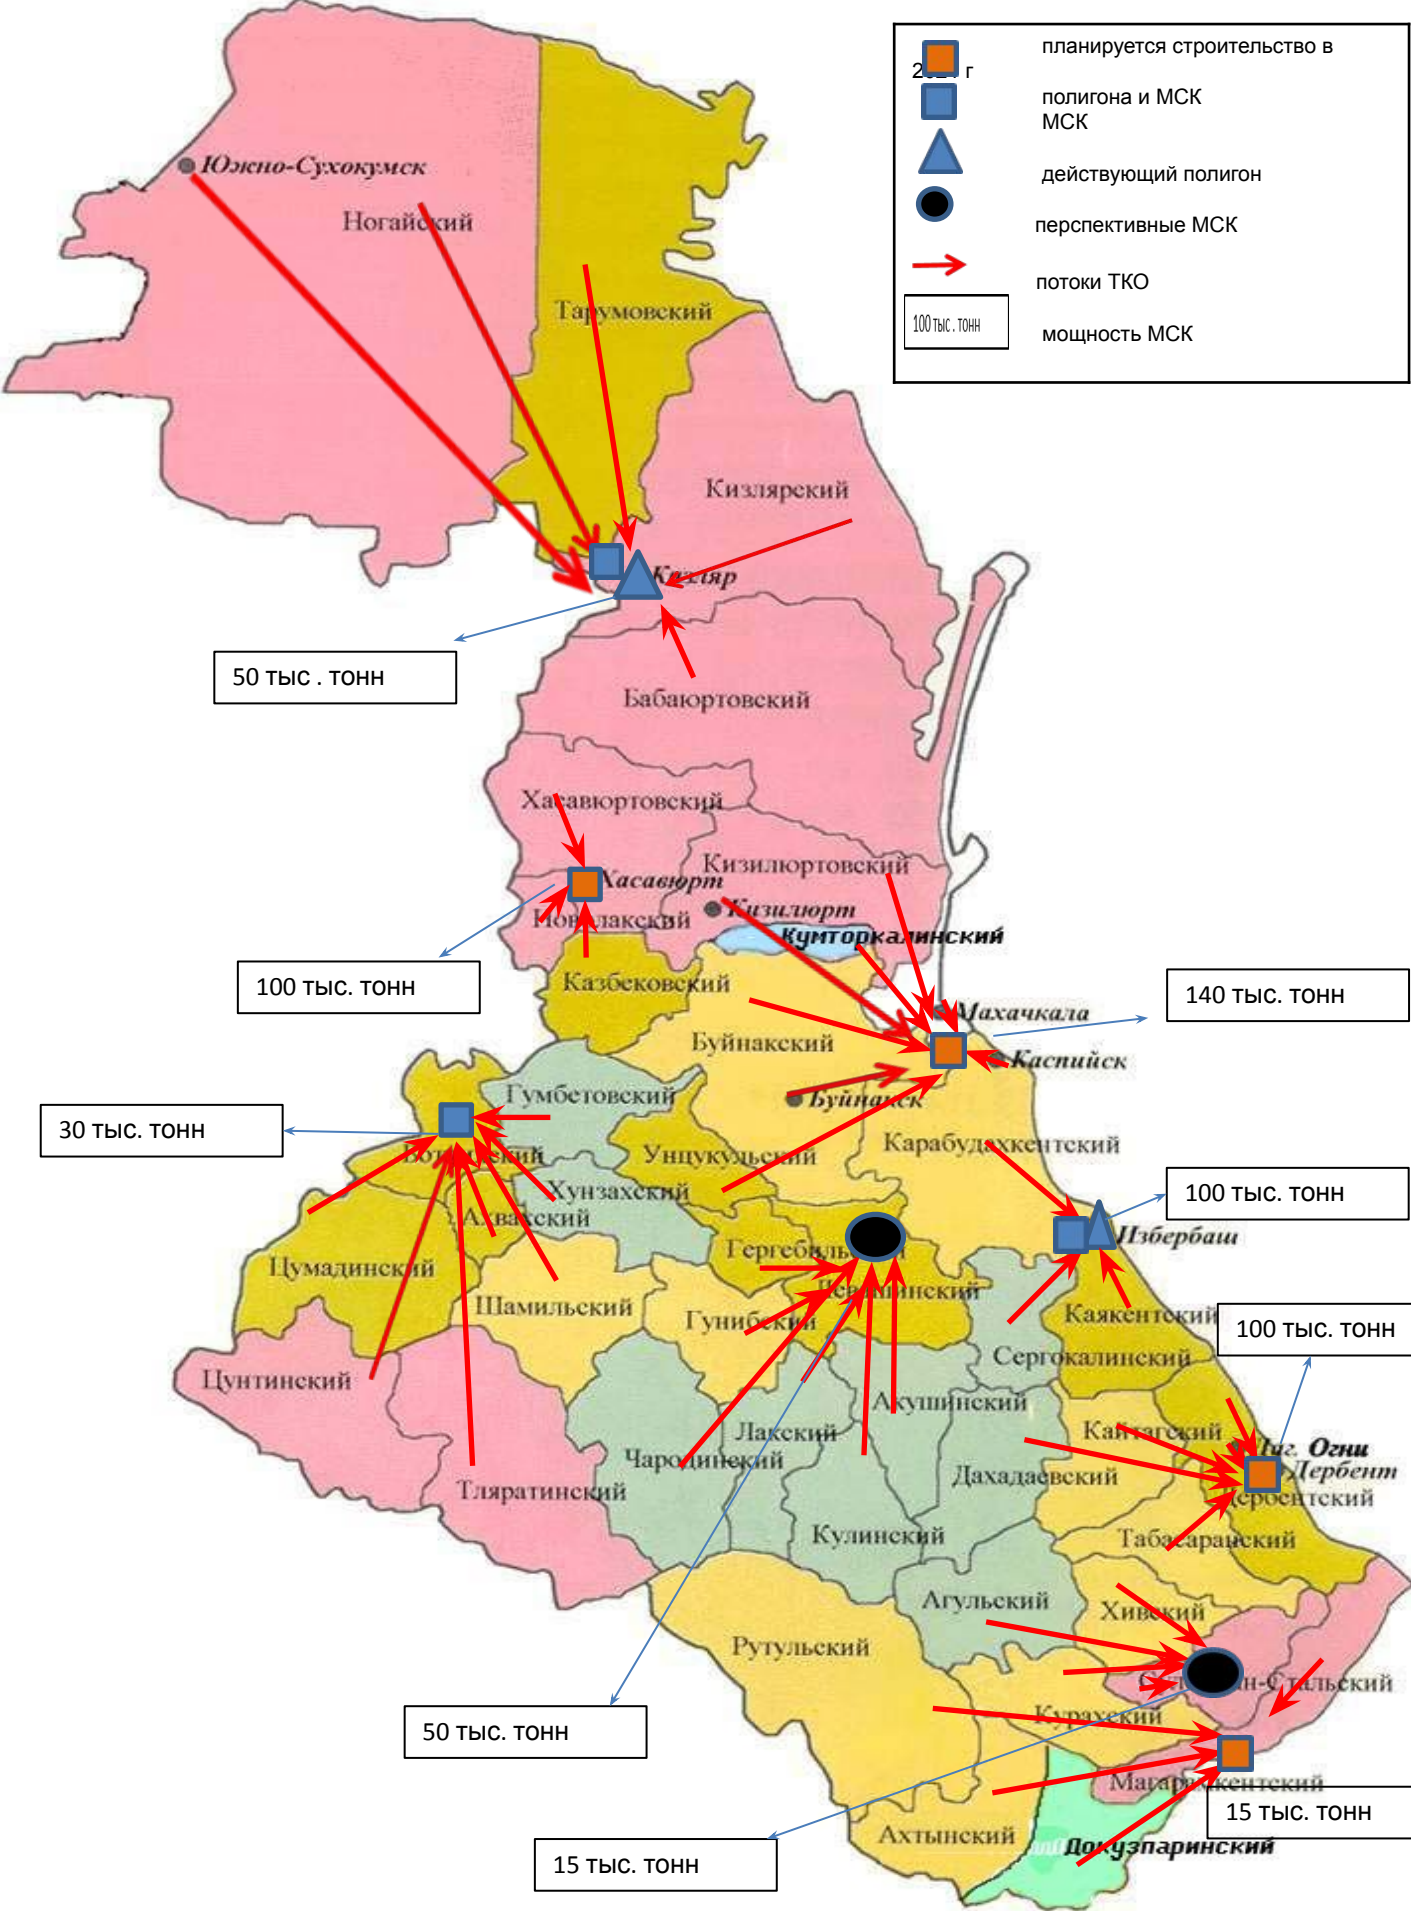 планируется строительство в
г
полигона и МСК
МСК
действующий полигон
перспективные МСК
потоки ТКО
100 тыс. тонн
мощность МСК
Южно-Сухокумск
Ногайский
Тарумовский
Кизлярский
Кизляр
50 тыс . тонн
Бабаюртовский
Хасавюртовский
Кизилюртовский
Хасавюрт
Кизилюрт
Новолакский
Кумторкалинский
Казбековский
100 тыс. тонн
140 тыс. тонн
Махачкала
Буйнакский
Каспийск
Гумбетовский
Буйнакск
30 тыс. тонн
Карабудахкентский
Унцукульский
Хунзахский
100 тыс. тонн
Ахвахский
Избербаш
Гергебильский
Цумадинский
Шамильский
Гунибский
Каякентский
100 тыс. тонн
Сергокалинский
Цунтинский
Акушинский
Лакский
Кайтагский
Чародинский
Огни
Дербент
Дахадаевский
Тляратинский
Дербентский
Кулинский
Табасаранский
Агульский
Хивский
Рутульский
Курахский
50 тыс. тонн
Магарамкентский
15 тыс. тонн
Ахтынский
Докузпаринский
15 тыс. тонн